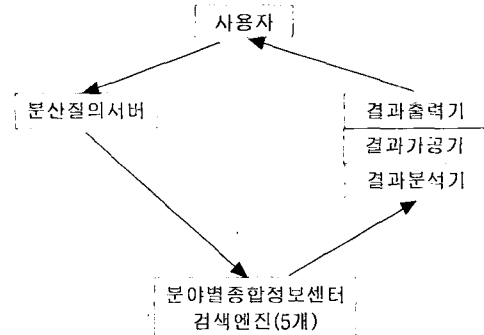 사용자
분산질의서버
결과출력기
결과가공기
결과분석기
분야별종합정보센터
검색엔진(5개)